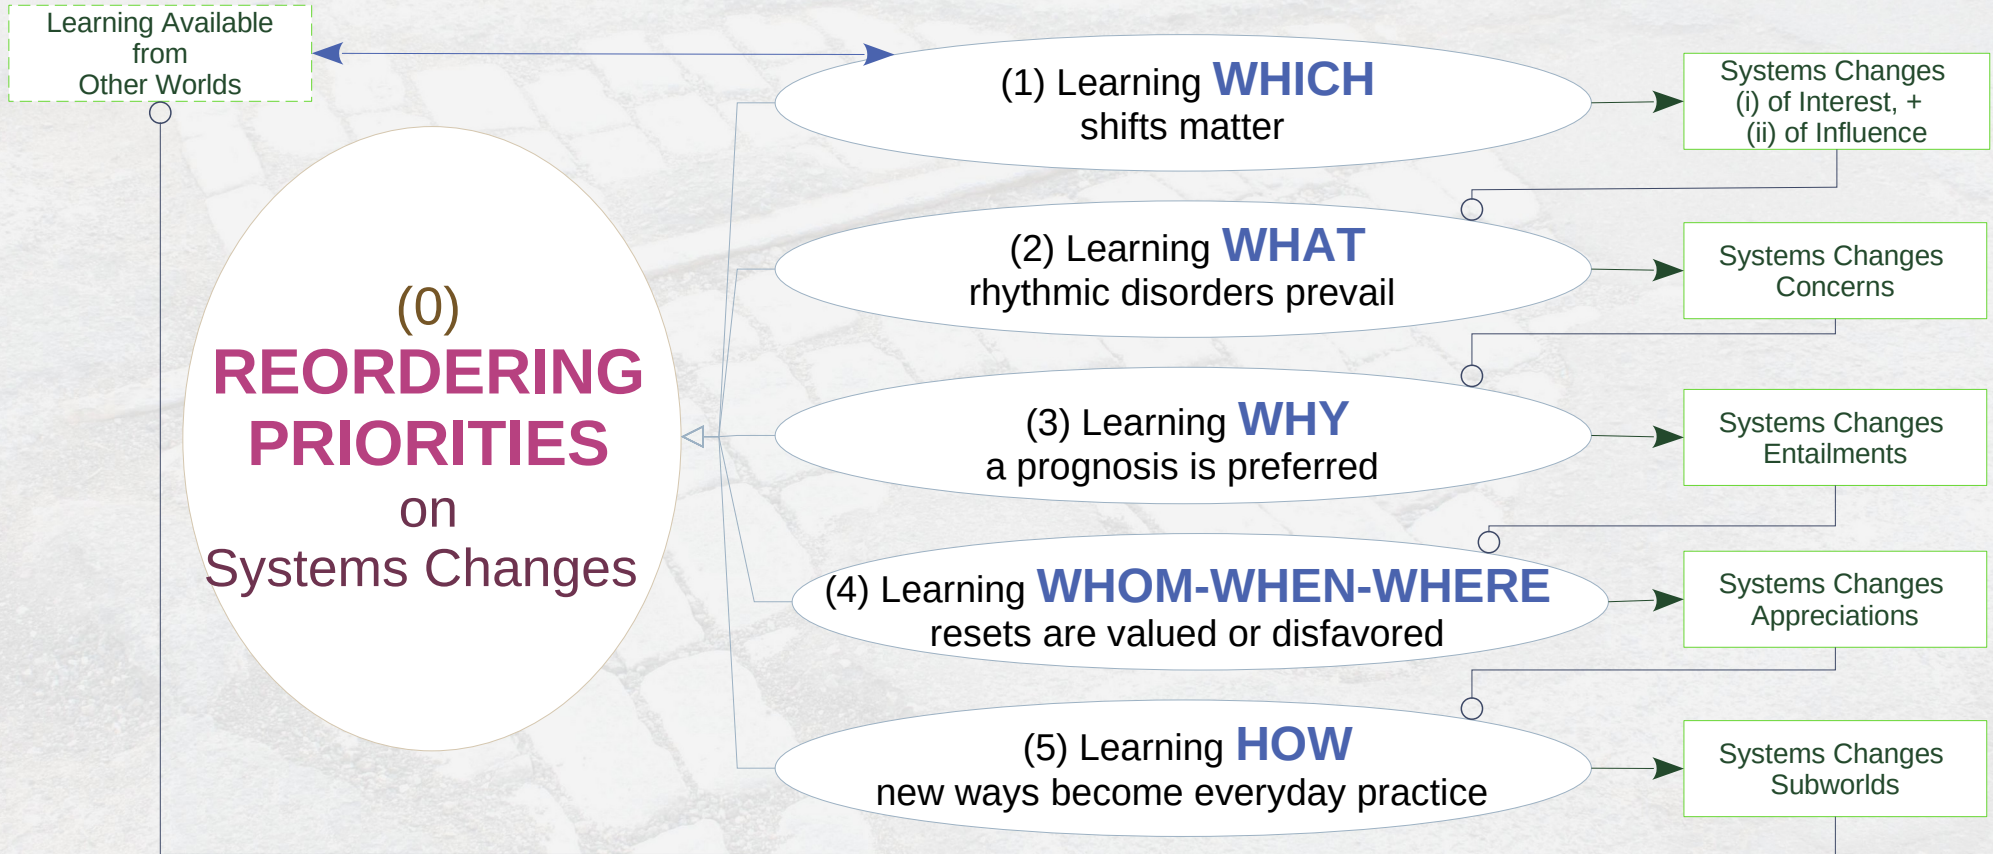 Learning Available
from
Other Worlds
(0)
REORDERING
PRIORITIES
on
Systems Changes
(1) Learning WHICH
shifts matter
Systems Changes
(i) of Interest, +
(ii) of Influence
(2) Learning WHAT
rhythmic disorders prevail
Systems Changes
Concerns
(3) Learning WHY
a prognosis is preferred
Systems Changes
Entailments
(4) Learning WHOM-WHEN-WHERE
resets are valued or disfavored
Systems Changes
Appreciations
(5) Learning HOW
new ways become everyday practice
Systems Changes
Subworlds